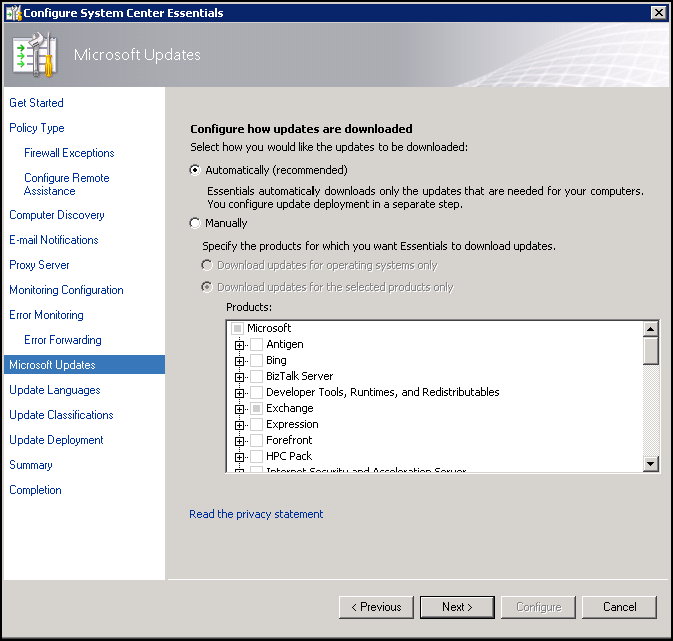 Configure System Center Essentials
Microsoft Updates
Get Started
Policy Type
Firewall Exceptions
Configure Remote
Assistance
Computer Discovery
E-mail Notifications
Proxy Server
Monitoring Configuration
Error Monitoring
Error Forwarding
Microsoft Updates
Update Languages
Update Classifications
Update Deployment
Summary
Completion
Configure how updates are downloaded
Select how you would like the updates to be downloaded:
Automatically (recommended)
Essentials automatically downloads only the updates that are needed for your computers.
You configure update deployment in a separate step.
Manually
Specify the products for which you want Essentials to download updates.
Download updates for operating systems only
Download updates for the selected products only
Products:
Microsoft
Antigen
Bing
BizTalk Server
Developer Tools, Runtimes, and Redistributables
Exchange
Expression
Forefront
HPC Pack
Internet Security and Acceleration Server
Read the privacy statement
< Previous
Next >
Configure
Cancel